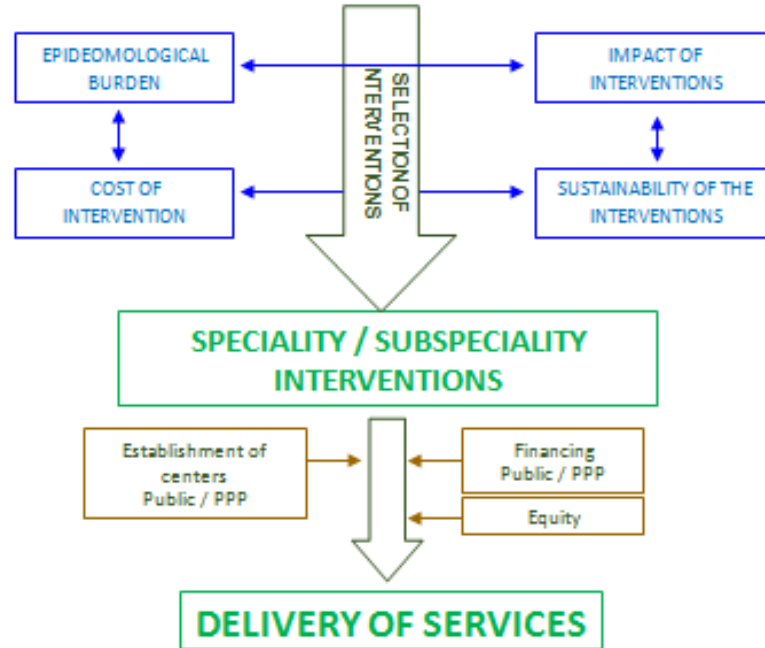 EPIDEOMOLOGICAL
BURDEN
IMPACT OF
INTERVENTIONS
SELECTION OF
NTERVENTIONS
COST OF
INTERVENTION
SUSTAINABILITY OF THE
INTERVENTIONS
SPECIALITY / SUBSPECIALITY
INTERVENTIONS
Establishment of
centers
Public / PPP
Financing
Public / PPP
Equity
DELIVERY OF SERVICES